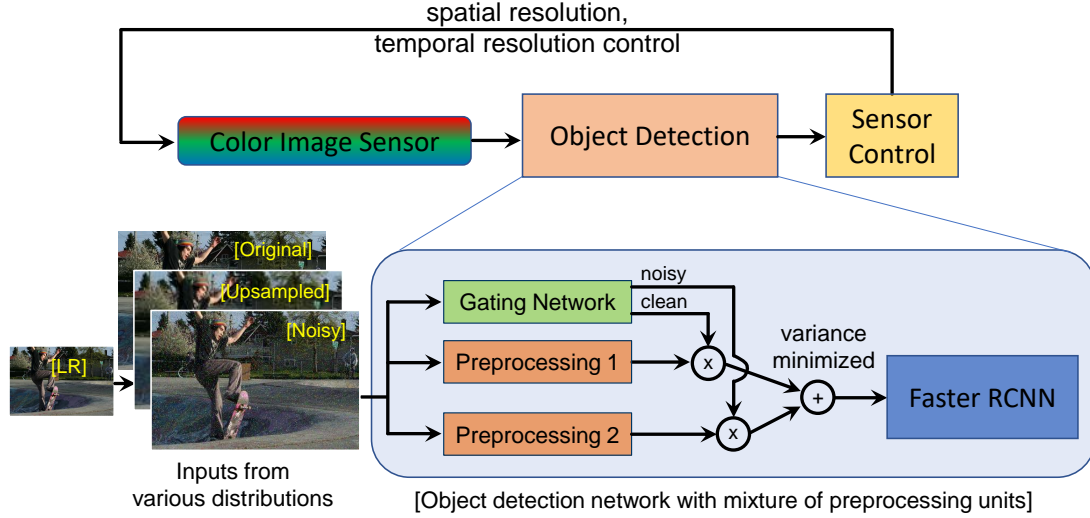 spatial resolution,
temporal resolution control
Color Image Sensor
Object Detection
Sensor
Control
[Original]
[Upsampled]
[Noisy]
[LR]
Inputs from
various distributions
Gating Network
noisy
clean
Preprocessing 1
Preprocessing 2
x
x
+
variance
minimized
Faster RCNN
[Object detection network with mixture of preprocessing units]